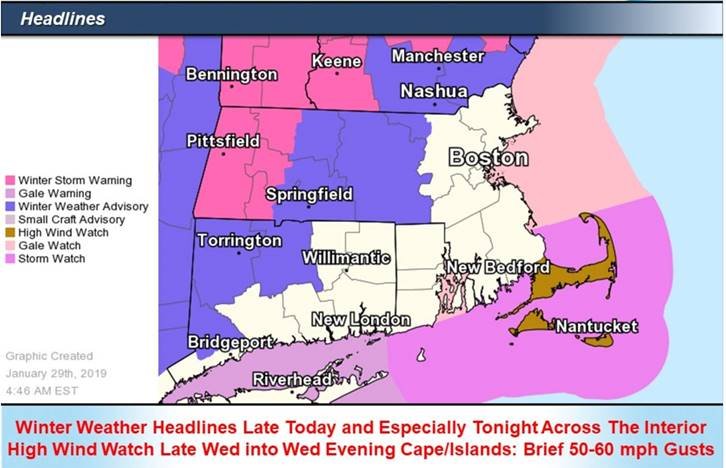 Headlines
Manchester
Keene
Bennington
Nashua
Pittsfield
Boston
Winter Storm Warning
Gale Warning
Winter Weather Advisory
Small Craft Advisory
High Wind Watch
Gale Watch
Storm Watch
Springfield
Torrington
Willimantic
New Bedford
New London
Nantucket
Bridgeport
Riverhead
Graphic Created
January 29th, 2019
4:46 AM EST
Winter Weather Headlines Late Today and Especially Tonight Across The Interior
High Wind Watch Late Wed into Wed Evening Cape/Islands: Brief 50-60 mph Gusts